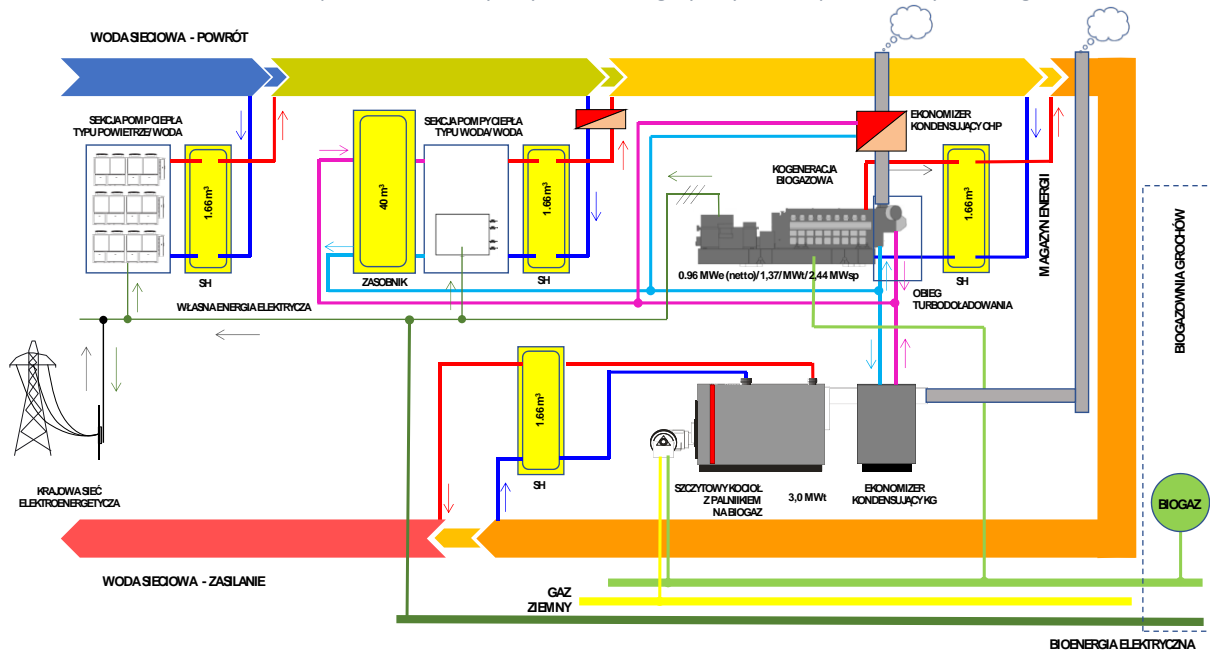 WODA SIECIOWA - POWRÓT
SEKCJA POMP CIEPŁA
TYPU POWIETRZE/ WODA
1.66 m³
SH
40 m³
ZASOBNIK
SEKCJA POMPY CIEPŁA
TYPU WODA/ WODA
1.66 m³
SH
EKONOMIZER
KONDENSUJĄCY CHP
KOGENERACJA
BIOGAZOWA
0.96 MWe (netto)/ 1,37/ MWt/ 2,44 MWsp
1.66 m³
SH
MAGAZYN ENERGII
OBIEG
TURBODOŁADOWANIA
BIOGAZOWNIA GROCHÓW
WŁASNA ENERGIA ELEKTRYCZA
1.66 m³
SH
KRAJOWA SIEĆ
ELEKTROENERGETYCZA
SZCZYTOWY KOCIOŁ
Z PALNIIKIEM
NA BIOGAZ
3,0 MWt
EKONOMIZER
KONDENSUJĄCY KG
BIOGAZ
WODA SIECIOWA - ZASILANIE
GAZ
ZIEMNY
BIOENERGIA ELEKTRYCZNA